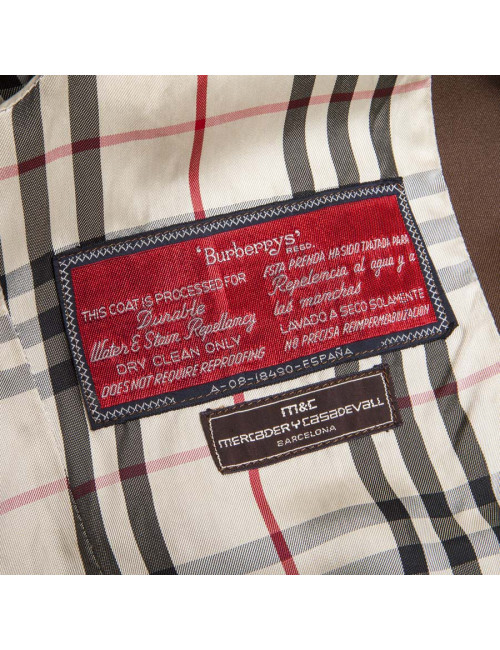 'Burberrys'
REGD.
THIS COAT IS PROCESSED FOR
Durable
Water & Stain Repellancy
DRY CLEAN ONLY
DOES NOT REQUIRE REPROOFING
ESTA PRENDA HA SIDO TRATADA PARA
Repelencia al agua y a
las manchas
LAVADO A SECO SOLAMENTE
NO PRECISA REIMPERMEABILIZACION
A-08-18490-ESPAÑA
M&C
MERCADER Y CASADEVALL
BARCELONA